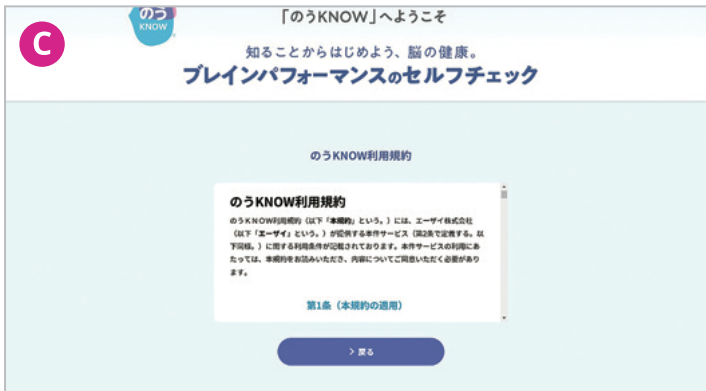 C
のう
KNOW
「のうKNOW」へようこそ
知ることからはじめよう、脳の健康。
ブレインパフォーマンスのセルフチェック
のうKNOW利用規約
のうKNOW利用規約
のうKNOW利用規約（以下「本規約」という。）には、エーザイ株式会社
（以下「エーザイ」という。）が提供する本件サービス（第2条で定義する。以
下同様。）に関する利用条件が記載されております。本件サービスの利用にあ
たっては、本規約をお読みいただき、内容についてご同意いただく必要があり
ます。
第1条（本規約の適用）
> 戻る